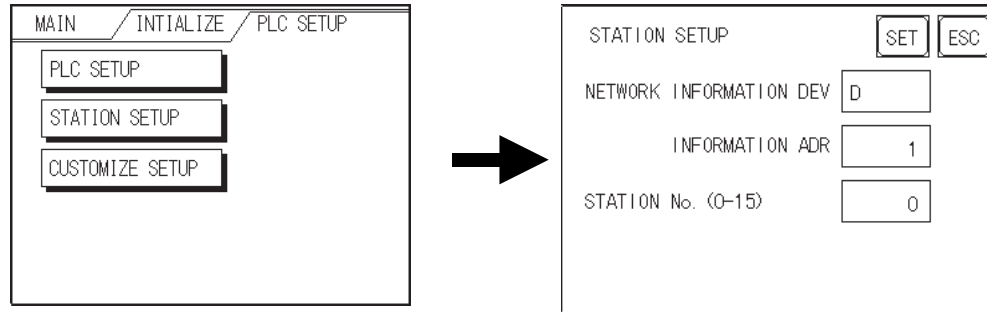 MAIN INTIALIZE PLC SETUP
PLC SETUP
STATION SETUP
CUSTOMIZE SETUP
STATION SETUP SET ESC
NETWORK INFORMATION DEV D
INFORMATION ADR 1
STATION No. (0-15) 0